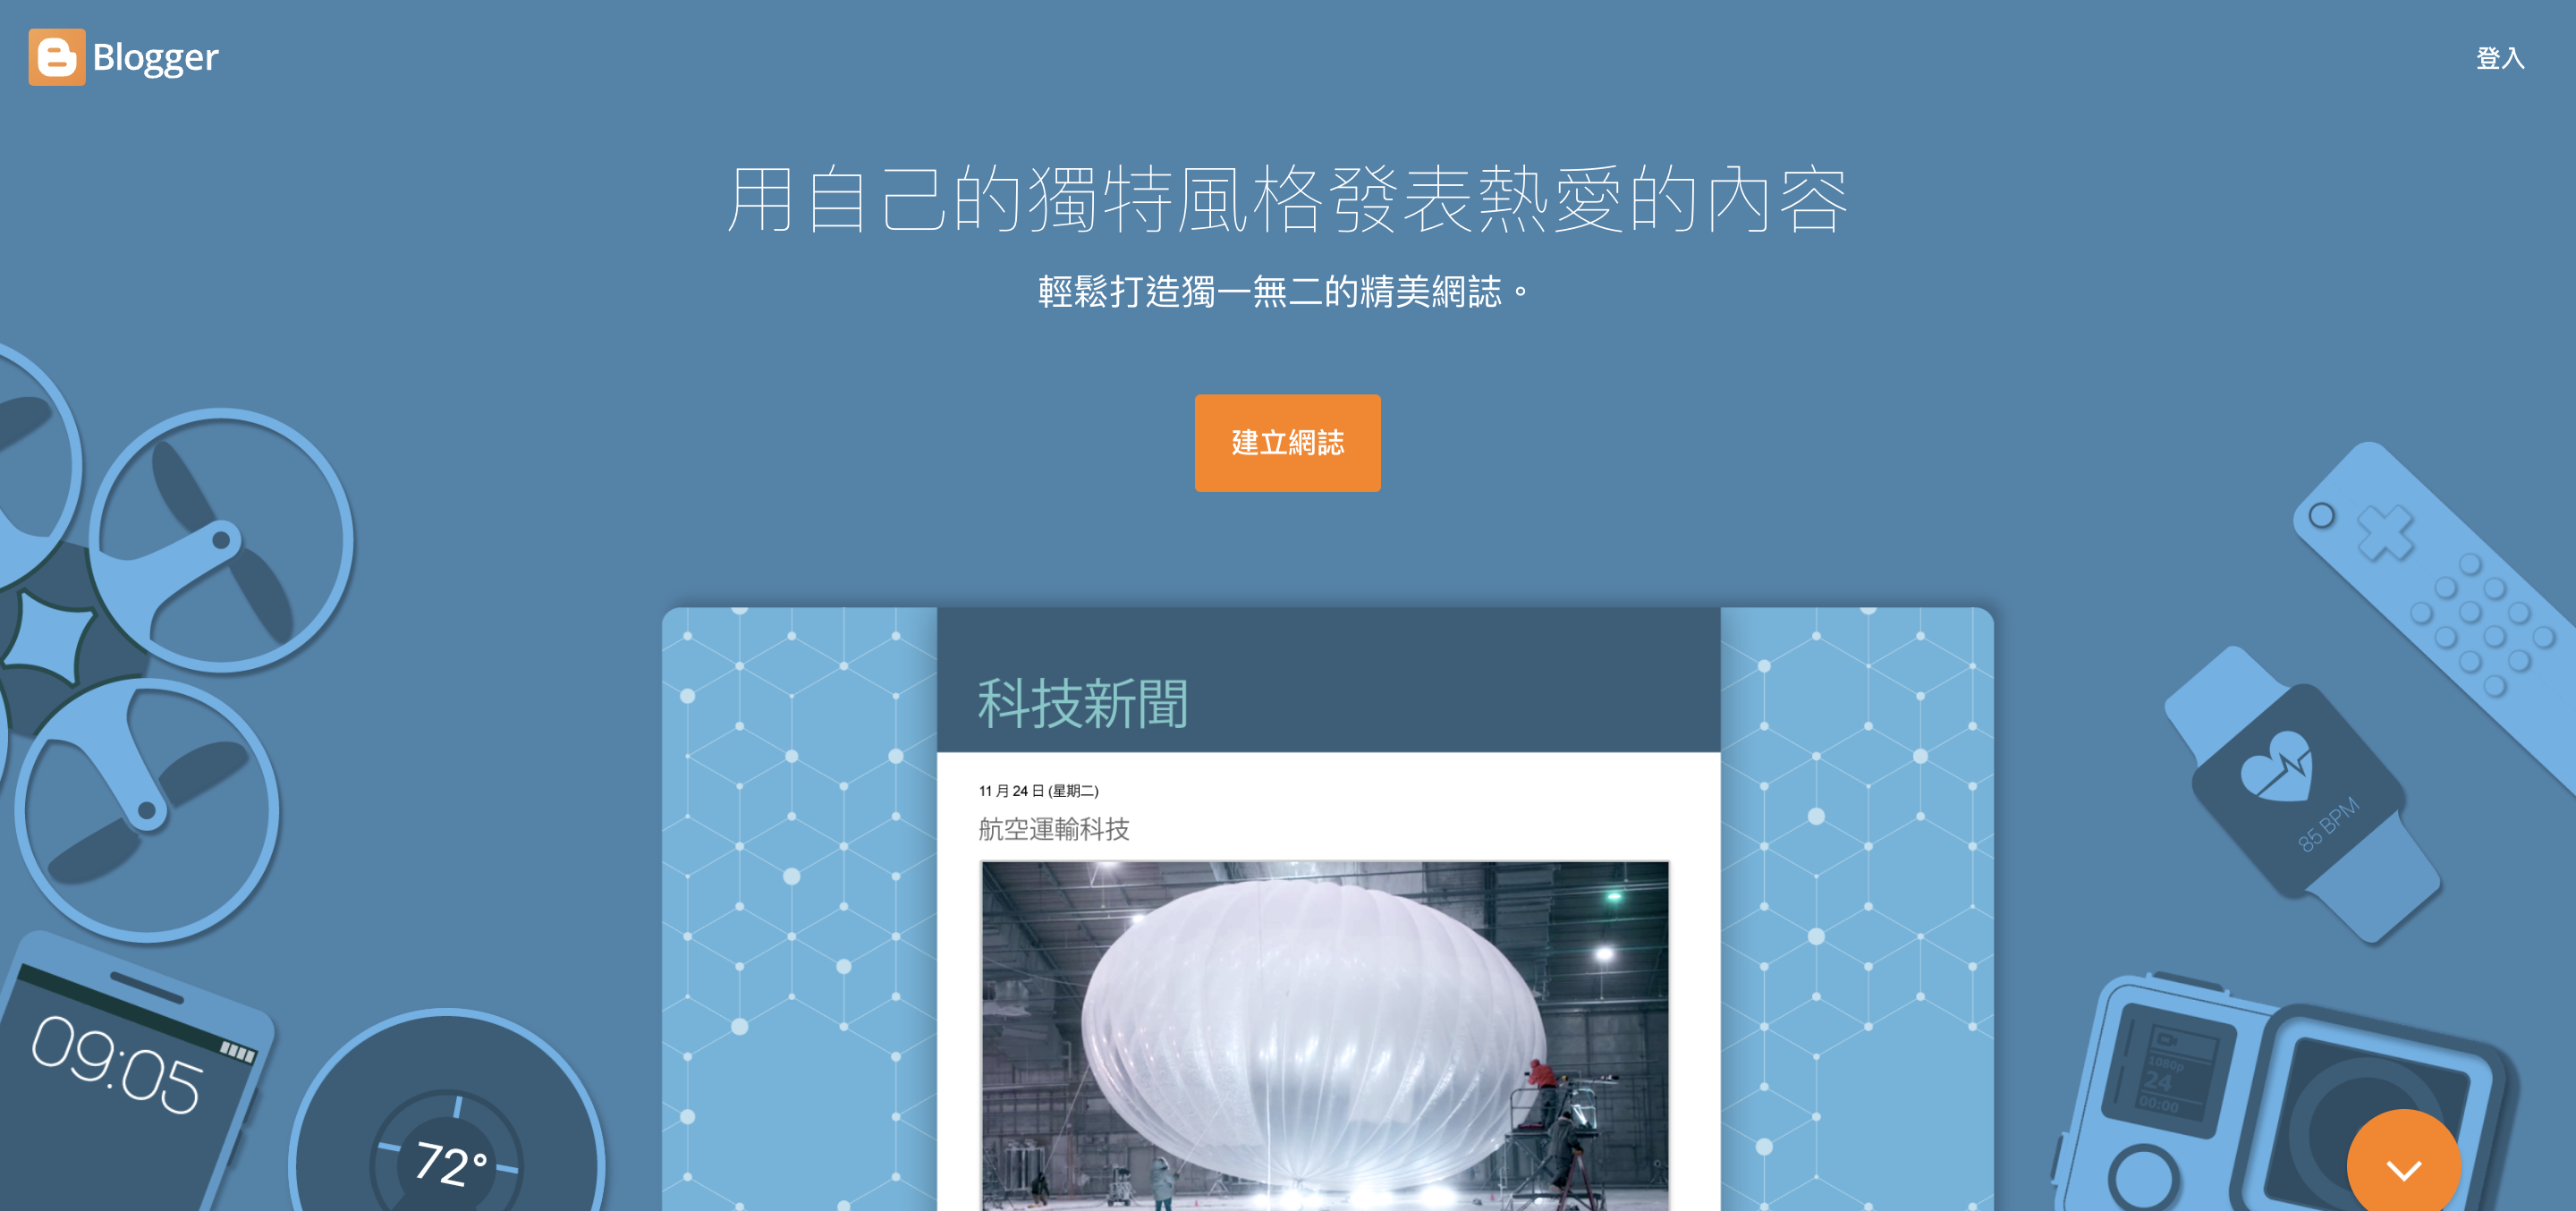 Blogger
登入
用自己的獨特風格發表熱愛的內容
輕鬆打造獨一無二的精美網誌。
建立網誌
科技新聞
11 月 24 日 (星期二)
航空運輸科技
85 BPM
09:05
72°
1080p
24
00:00